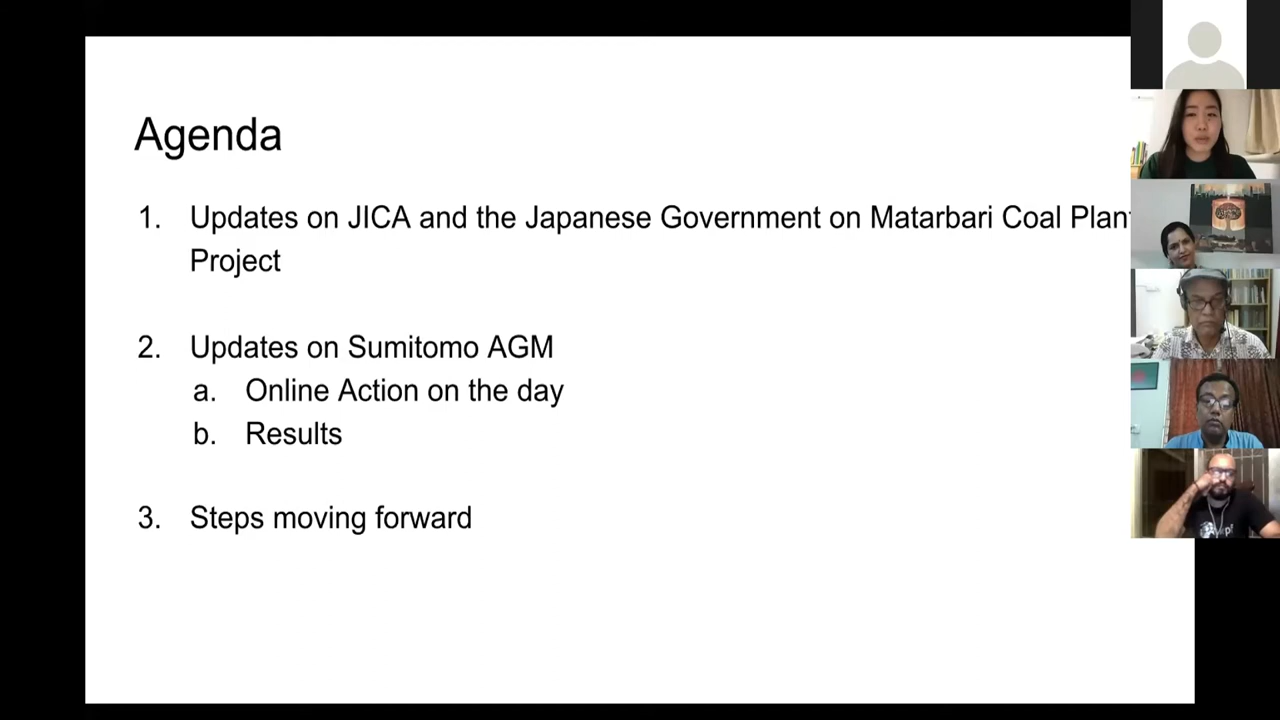 Agenda
1. Updates on JICA and the Japanese Government on Matarbari Coal Plant
Project
2. Updates on Sumitomo AGM
a. Online Action on the day
b. Results
3. Steps moving forward